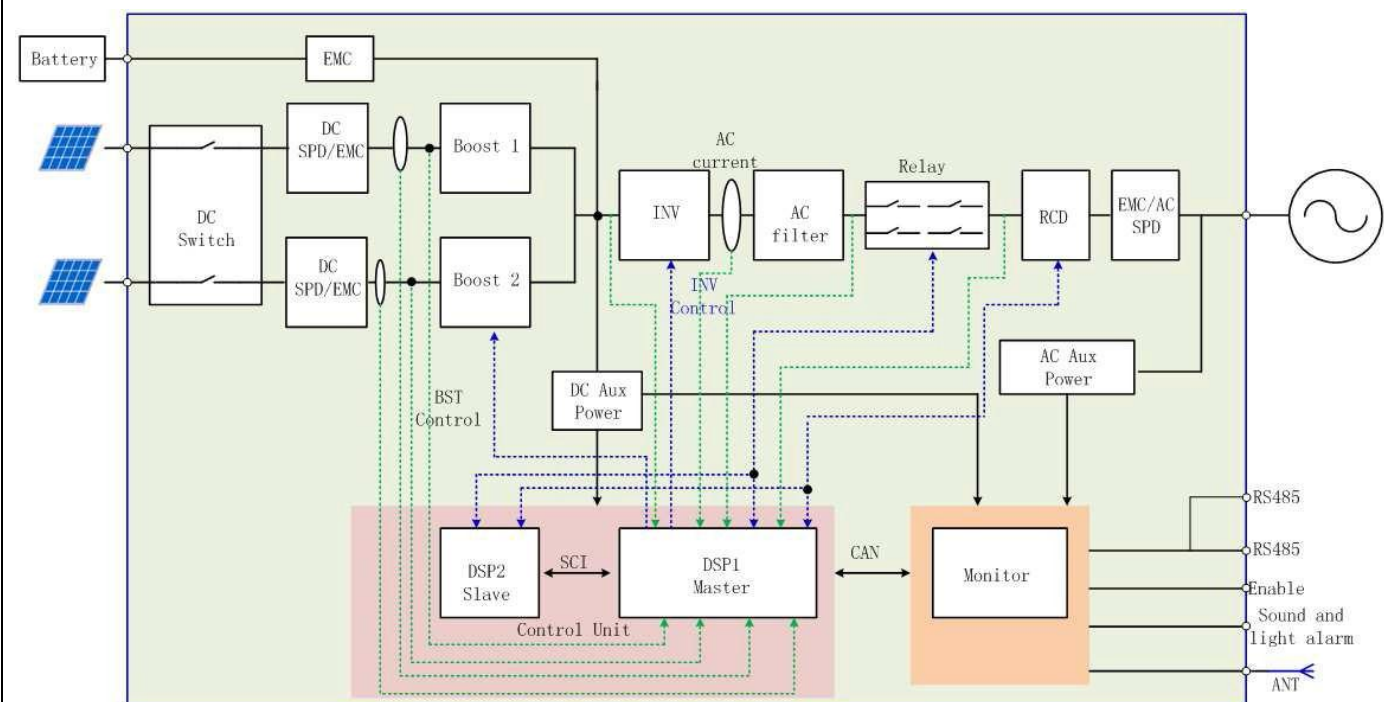 Battery
EMC
DC
SPD/EMC
Boost 1
DC
Switch
DC
SPD/EMC
Boost 2
INV
AC
current
AC
filter
Relay
RCD
EMC/AC
SPD
INV
Control
BST
Control
DC Aux
Power
AC Aux
Power
DSP2
Slave
SCI
DSP1
Master
Control Unit
CAN
Monitor
RS485
RS485
Enable
Sound and
light alarm
ANT